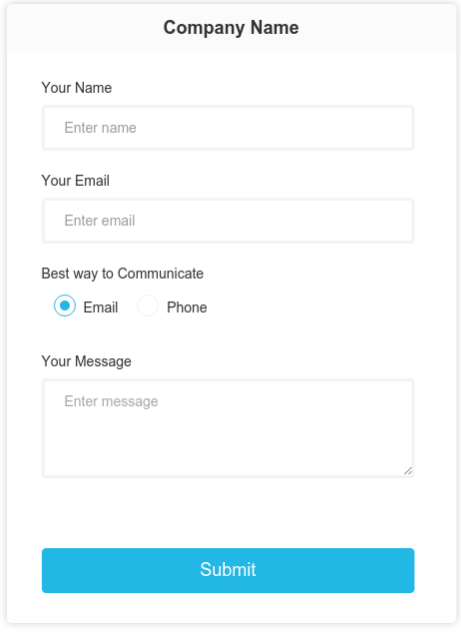 Company Name
Your Name
Enter name
Your Email
Enter email
Best way to Communicate
Email Phone
Your Message
Enter message
Submit